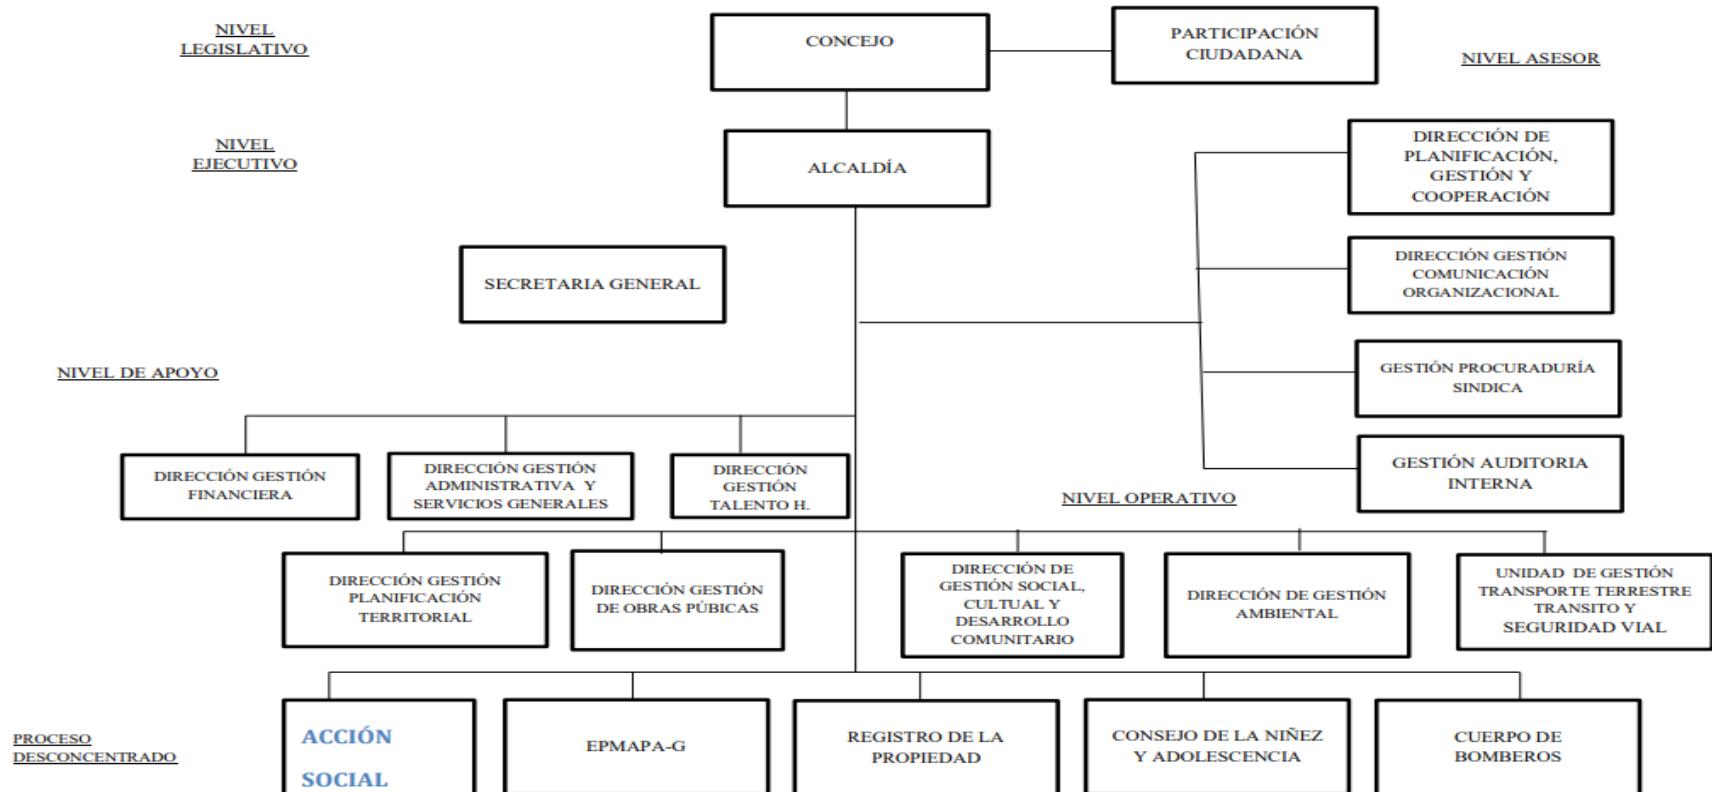 NIVEL
LEGISLATIVO
CONCEJO
PARTICIPACIÓN
CIUDADANA
NIVEL ASESOR
NIVEL
EJECUTIVO
ALCALDÍA
DIRECCIÓN DE
PLANIFICACIÓN,
GESTIÓN Y
COOPERACIÓN
SECRETARIA GENERAL
DIRECCIÓN GESTIÓN
COMUNICACIÓN
ORGANIZACIONAL
NIVEL DE APOYO
GESTIÓN PROCURADURÍA
SINDICA
DIRECCIÓN GESTIÓN
FINANCIERA
DIRECCIÓN GESTIÓN
ADMINISTRATIVA Y
SERVICIOS GENERALES
DIRECCIÓN
GESTIÓN
TALENTO H.
GESTIÓN AUDITORIA
INTERNA
NIVEL OPERATIVO
DIRECCIÓN GESTIÓN
PLANIFICACIÓN
TERRITORIAL
DIRECCIÓN GESTIÓN
DE OBRAS PÚBICAS
DIRECCIÓN DE
GESTIÓN SOCIAL,
CULTUAL Y
DESARROLLO
COMUNITARIO
DIRECCIÓN DE GESTIÓN
AMBIENTAL
UNIDAD DE GESTIÓN
TRANSPORTE TERRESTRE
TRANSITO Y
SEGURIDAD VIAL
PROCESO
DESCONCENTRADO
ACCIÓN
SOCIAL
EPMAPA-G
REGISTRO DE LA
PROPIEDAD
CONSEJO DE LA NIÑEZ
Y ADOLESCENCIA
CUERPO DE
BOMBEROS